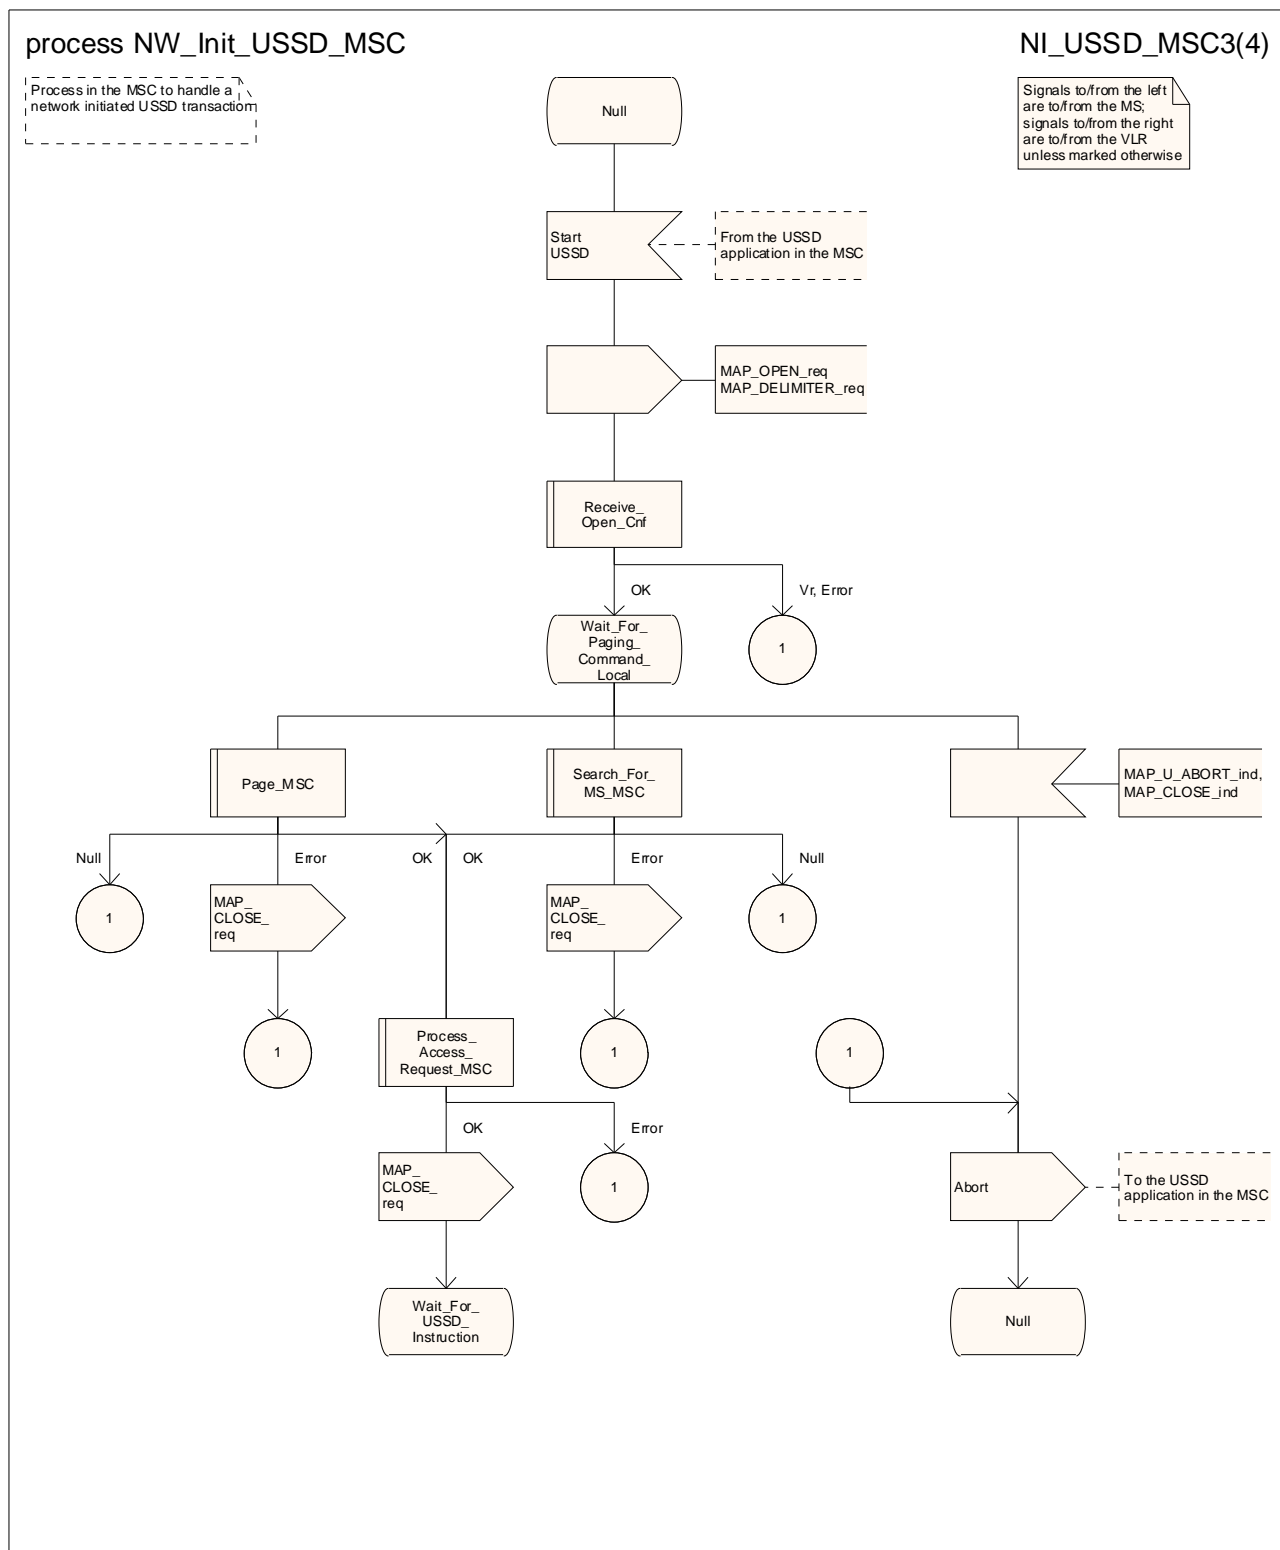 process NW_Init_USSD_MSC
NI_USSD_MSC3(4)
Process in the MSC to handle a
network initiated USSD transaction
Signals to/from the left
are to/from the MS;
signals to/from the right
are to/from the VLR
unless marked otherwise
Null
Start
USSD
From the USSD
application in the MSC
MAP_OPEN_req
MAP_DELIMITER_req
Receive_
Open_Cnf
OK
Vr, Error
Wait_For_
Paging_
Command_
Local
1
Page_MSC
Search_For_
MS_MSC
MAP_U_ABORT_ind,
MAP_CLOSE_ind
Null
Error
OK
OK
Error
Null
1
MAP_
CLOSE_
req
MAP_
CLOSE_
req
1
1
Process_
Access_
Request_MSC
1
1
OK
Error
MAP_
CLOSE_
req
1
Abort
To the USSD
application in the MSC
Wait_For_
USSD_
Instruction
Null